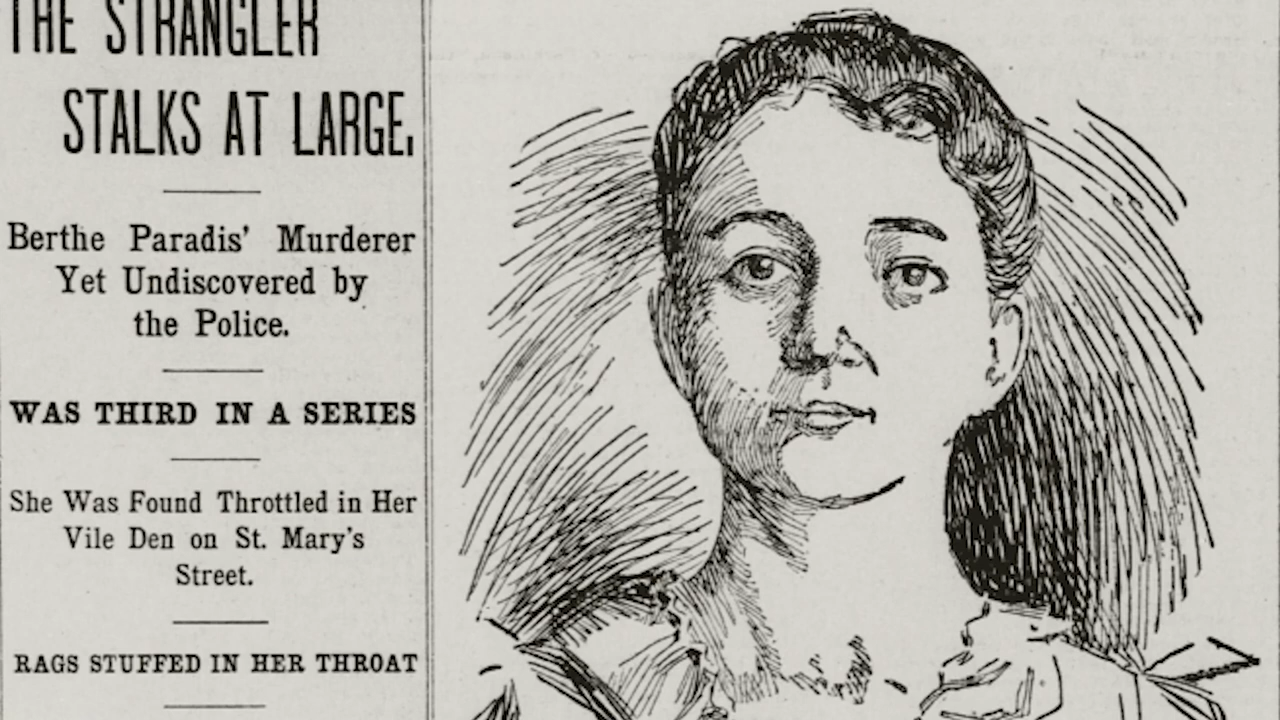 THE STRANGLER
STALKS AT LARGE.
Berthe Paradis' Murderer
Yet Undiscovered by
the Police.
WAS THIRD IN A SERIES
She Was Found Throttled in Her
Vile Den on St. Mary's
Street.
RAGS STUFFED IN HER THROAT